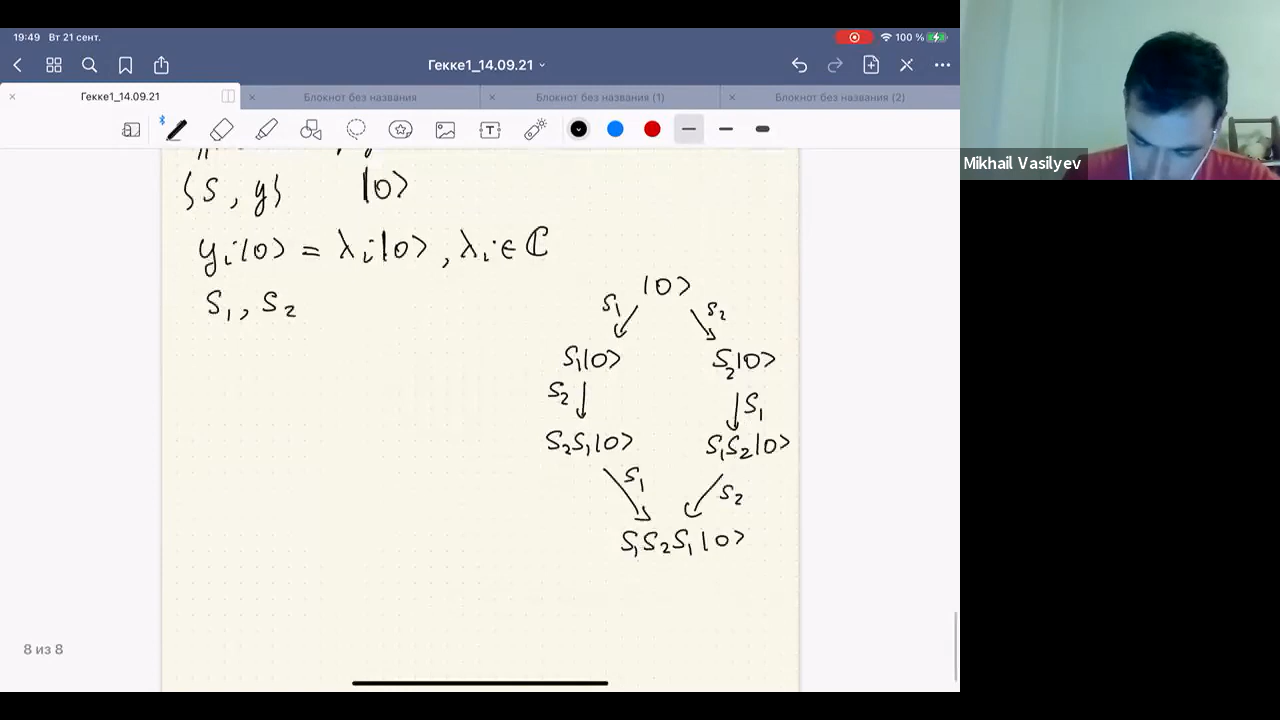 19:49 Вт 21 сент.
100 %
Гекке1_14.09.21
Гекке1_14.09.21
Блокнот без названия
Блокнот без названия (1)
Блокнот без названия (2)
Mikhail Vasilyev
{S, y} |0>
y_i|0> = λ_i|0>, λ_i ∈ ℂ
S_1, S_2
|0>
S_1 S_2
S_1|0> S_2|0>
S_2 S_1
S_2S_1|0> S_1S_2|0>
S_1 S_2
S_1S_2S_1|0>
8 из 8